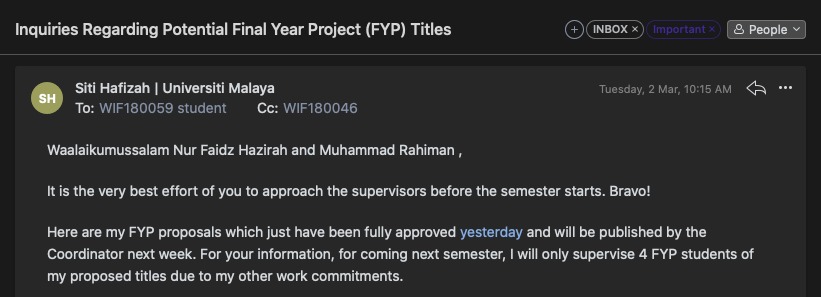 Inquiries Regarding Potential Final Year Project (FYP) Titles
+ INBOX × Important × People
SH
Siti Hafizah | Universiti Malaya
Tuesday, 2 Mar, 10:15 AM
To: WIF180059 student Cc: WIF180046
Waalaikumussalam Nur Faidz Hazirah and Muhammad Rahiman ,
It is the very best effort of you to approach the supervisors before the semester starts. Bravo!
Here are my FYP proposals which just have been fully approved yesterday and will be published by the
Coordinator next week. For your information, for coming next semester, I will only supervise 4 FYP students of
my proposed titles due to my other work commitments.